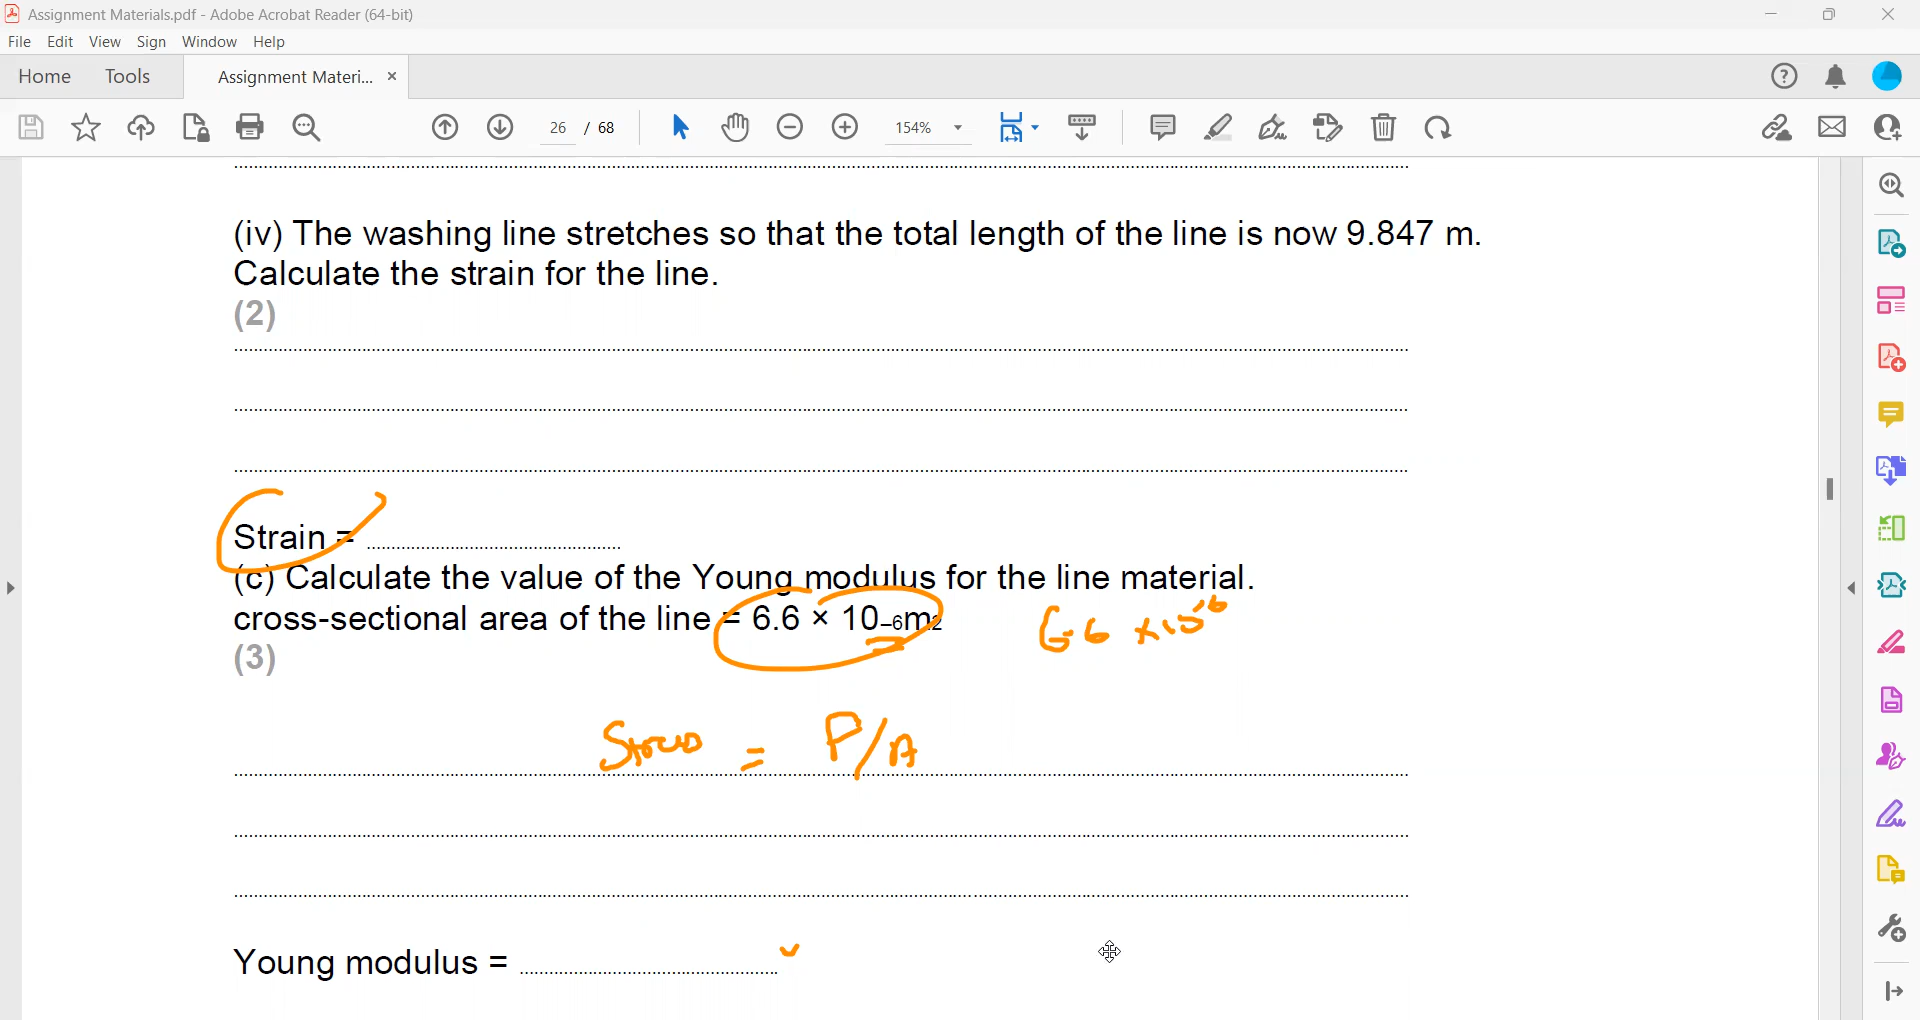 Assignment Materials.pdf - Adobe Acrobat Reader (64-bit)
File Edit View Sign Window Help
Home Tools Assignment Materi... ×
26 / 68 154%
(iv) The washing line stretches so that the total length of the line is now 9.847 m.
Calculate the strain for the line.
(2)
Strain =
(c) Calculate the value of the Young modulus for the line material.
cross-sectional area of the line = 6.6 × 10₋₆m₂
6.6 ×10⁻⁶
(3)
Stress = P/A
Young modulus =